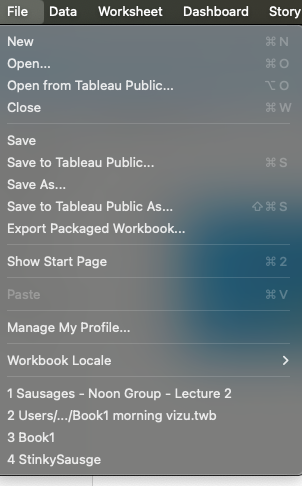 File Data Worksheet Dashboard Story
New ⌘ N
Open... ⌘ O
Open from Tableau Public... ⌥ O
Close ⌘ W
Save
Save to Tableau Public... ⌘ S
Save As...
Save to Tableau Public As... ⇧ ⌘ S
Export Packaged Workbook...
Show Start Page ⌘ 2
Paste ⌘ V
Manage My Profile...
Workbook Locale
1 Sausages - Noon Group - Lecture 2
2 Users/.../Book1 morning vizu.twb
3 Book1
4 StinkySausge